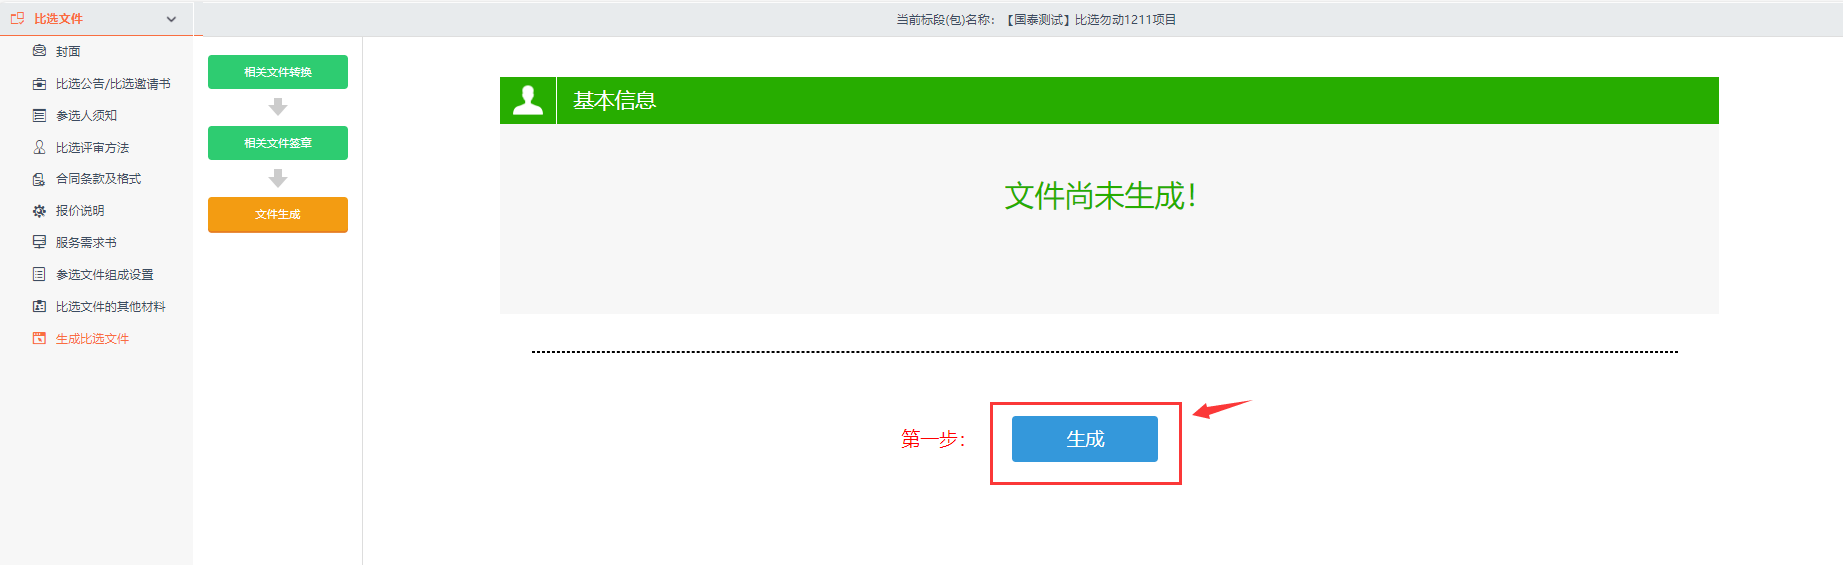 比选文件
当前标段(包)名称：【国泰测试】比选勿动1211项目
封面
比选公告/比选邀请书
参选人须知
比选评审方法
合同条款及格式
报价说明
服务需求书
参选文件组成设置
比选文件的其他材料
生成比选文件
相关文件转换
相关文件签章
文件生成
基本信息
文件尚未生成！
第一步：
生成